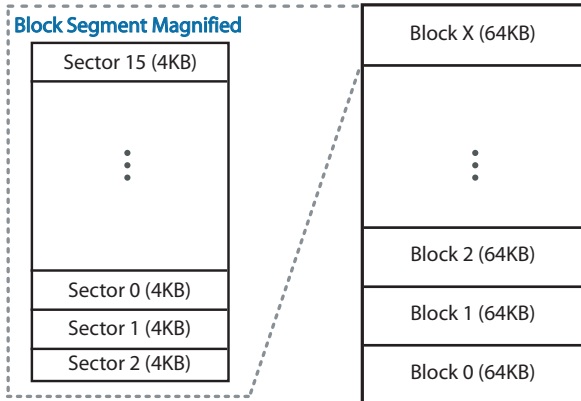 Block Segment Magnified
Sector 15 (4KB)
Sector 0 (4KB)
Sector 1 (4KB)
Sector 2 (4KB)
Block X (64KB)
Block 2 (64KB)
Block 1 (64KB)
Block 0 (64KB)